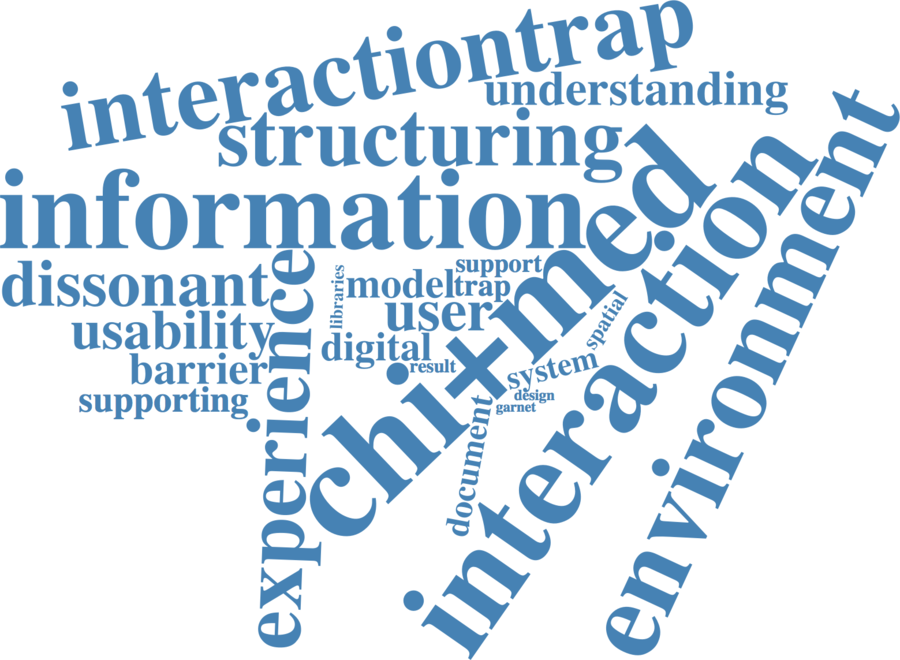 interactiontrap
understanding
structuring
information
chi+med
interaction
environment
dissonant
experience
libraries
model
support
trap
user
usability
digital
spatial
barrier
result
system
supporting
design
garnet
document